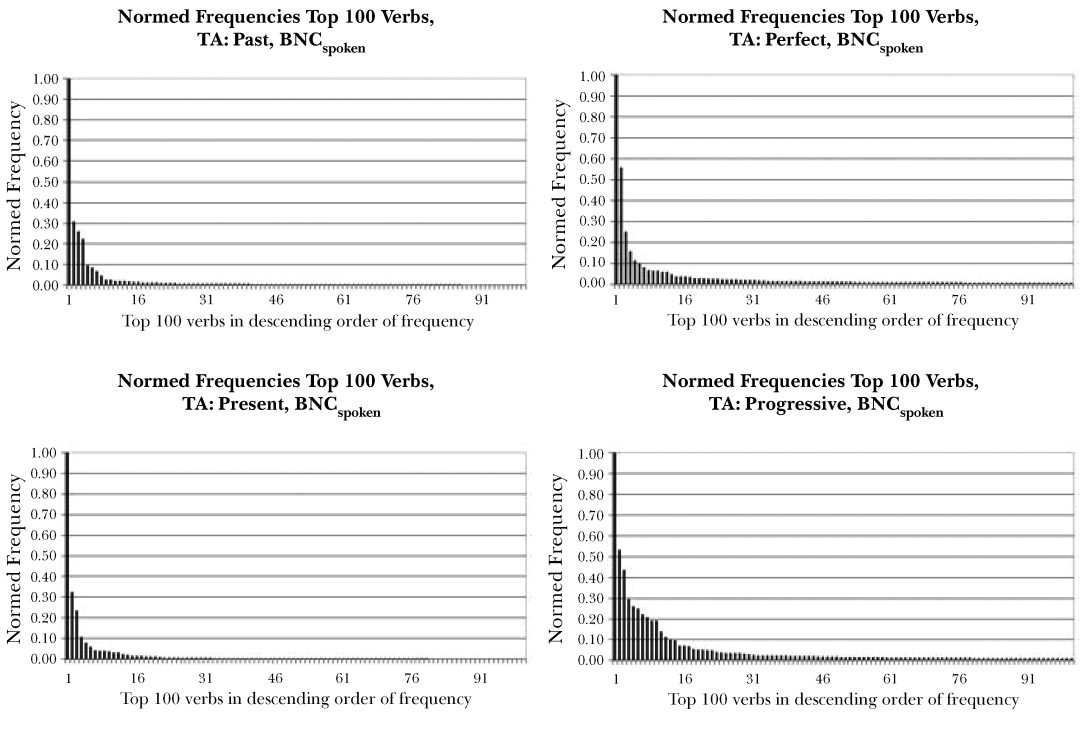 Normed Frequencies Top 100 Verbs,
TA: Past, BNCspoken
1.00
0.90
0.80
0.70
0.60
0.50
0.40
0.30
0.20
0.10
0.00
Normed Frequency
1 16 31 46 61 76 91
Top 100 verbs in descending order of frequency
Normed Frequencies Top 100 Verbs,
TA: Perfect, BNCspoken
1.00
0.90
0.80
0.70
0.60
0.50
0.40
0.30
0.20
0.10
0.00
Normed Frequency
1 16 31 46 61 76 91
Top 100 verbs in descending order of frequency
Normed Frequencies Top 100 Verbs,
TA: Present, BNCspoken
1.00
0.90
0.80
0.70
0.60
0.50
0.40
0.30
0.20
0.10
0.00
Normed Frequency
1 16 31 46 61 76 91
Top 100 verbs in descending order of frequency
Normed Frequencies Top 100 Verbs,
TA: Progressive, BNCspoken
1.00
0.90
0.80
0.70
0.60
0.50
0.40
0.30
0.20
0.10
0.00
Normed Frequency
1 16 31 46 61 76 91
Top 100 verbs in descending order of frequency